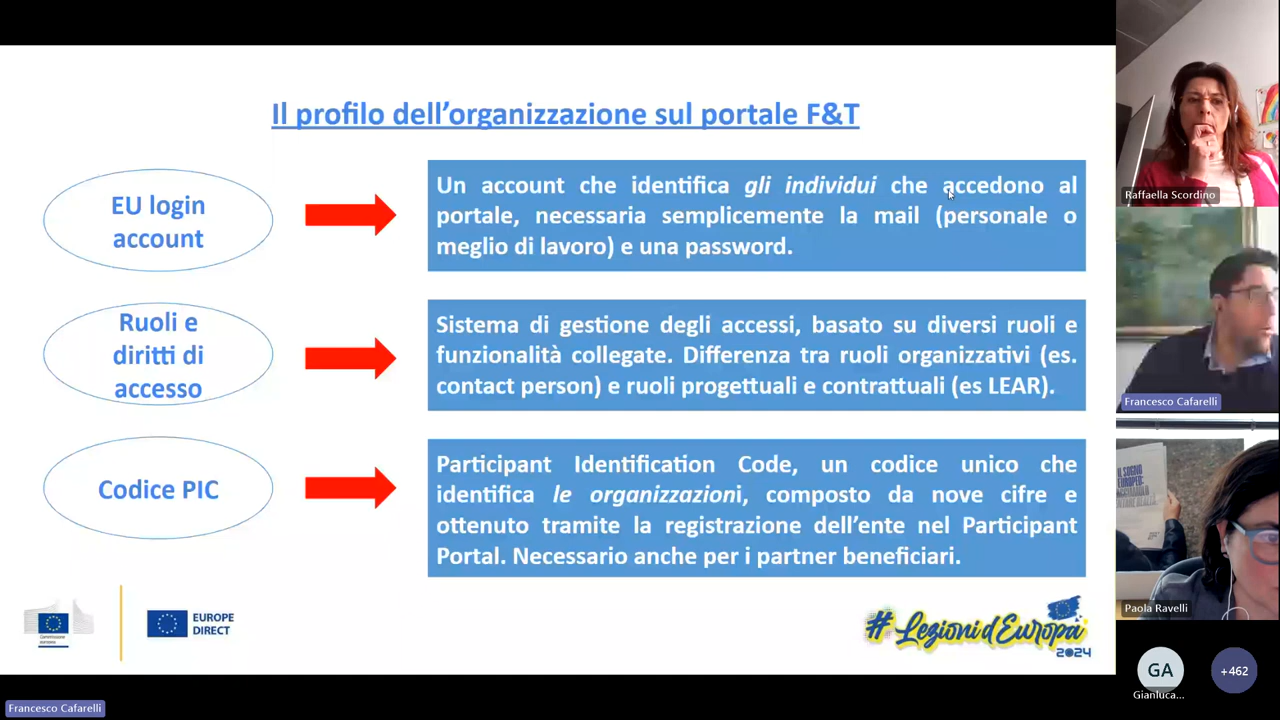 Il profilo dell'organizzazione sul portale F&T
EU login
account
Un account che identifica gli individui che accedono al
portale, necessaria semplicemente la mail (personale o
meglio di lavoro) e una password.
Ruoli e
diritti di
accesso
Sistema di gestione degli accessi, basato su diversi ruoli e
funzionalità collegate. Differenza tra ruoli organizzativi (es.
contact person) e ruoli progettuali e contrattuali (es LEAR).
Codice PIC
Participant Identification Code, un codice unico che
identifica le organizzazioni, composto da nove cifre e
ottenuto tramite la registrazione dell'ente nel Participant
Portal. Necessario anche per i partner beneficiari.
EUROPE
DIRECT
#Lezionid'Europa
2024
Francesco Cafarelli
Raffaella Scordino
Francesco Cafarelli
IL SOGNO
EUROPEO:
Paola Ravelli
GA
Gianluca...
+462